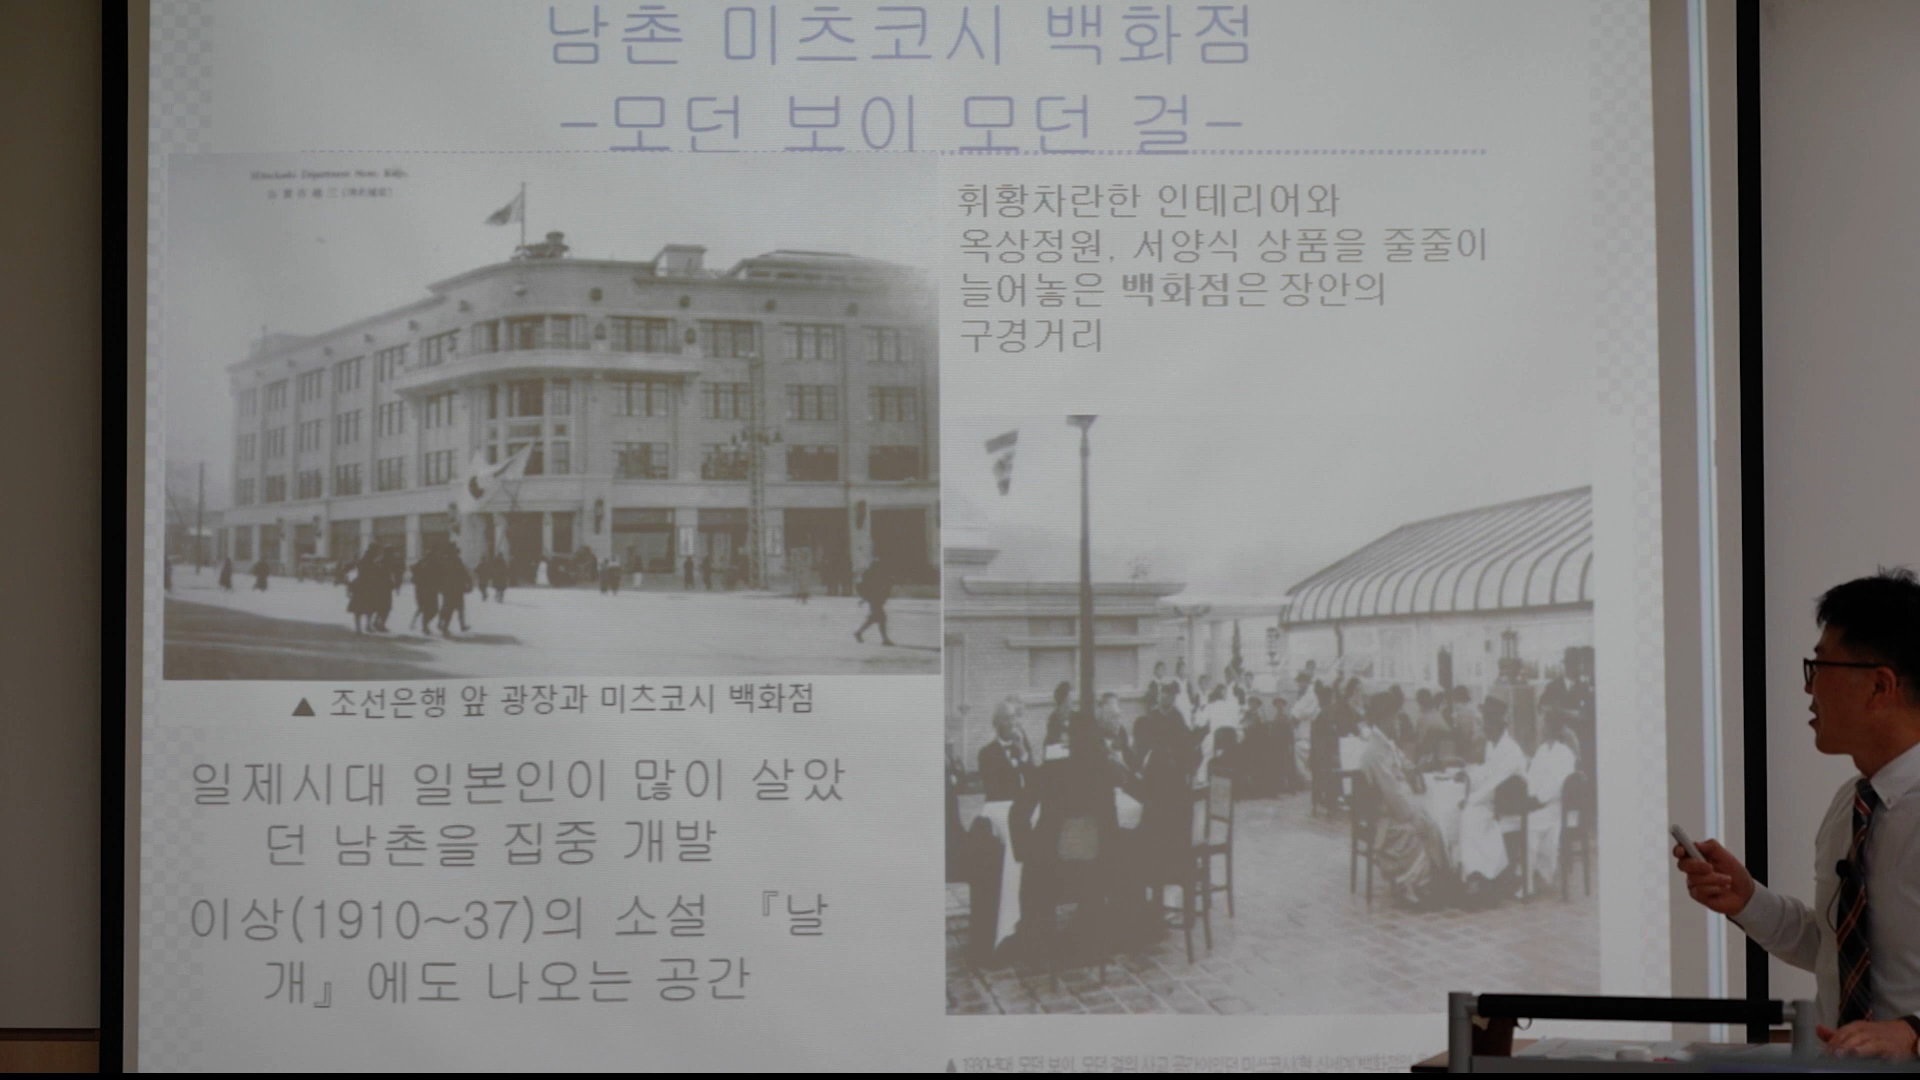 남촌 미츠코시 백화점
-모던 보이 모던 걸-
휘황찬란한 인테리어와
옥상정원, 서양식 상품을 줄줄이
늘어놓은 백화점은 장안의
구경거리
▲ 조선은행 앞 광장과 미츠코시 백화점
일제시대 일본인이 많이 살았
던 남촌을 집중 개발
이상(1910~37)의 소설 『날
개』에도 나오는 공간